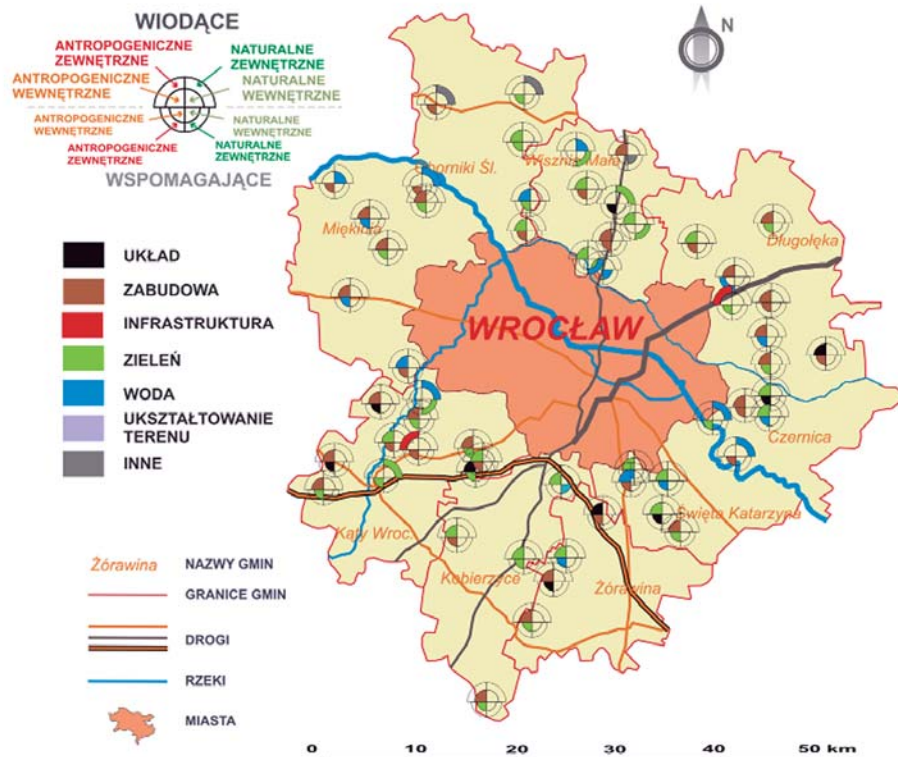 WIODĄCE
ANTROPOGENICZNE
ZEWNĘTRZNE
NATURALNE
ZEWNĘTRZNE
ANTROPOGENICZNE
WEWNĘTRZNE
NATURALNE
WEWNĘTRZNE
ANTROPOGENICZNE
WEWNĘTRZNE
NATURALNE
WEWNĘTRZNE
ANTROPOGENICZNE
ZEWNĘTRZNE
NATURALNE
ZEWNĘTRZNE
WSPOMAGAJĄCE
N
UKŁAD
ZABUDOWA
INFRASTRUKTURA
ZIELEŃ
WODA
UKSZTAŁTOWANIE
TERENU
INNE
Żórawina NAZWY GMIN
GRANICE GMIN
DROGI
RZEKI
MIASTA
Oborniki Śl.
Wisznia Mała
Miękinia
Długołęka
WROCŁAW
Czernica
Święta Katarzyna
Kąty Wroc.
Kobierzyce
Żórawina
0 10 20 30 40 50 km